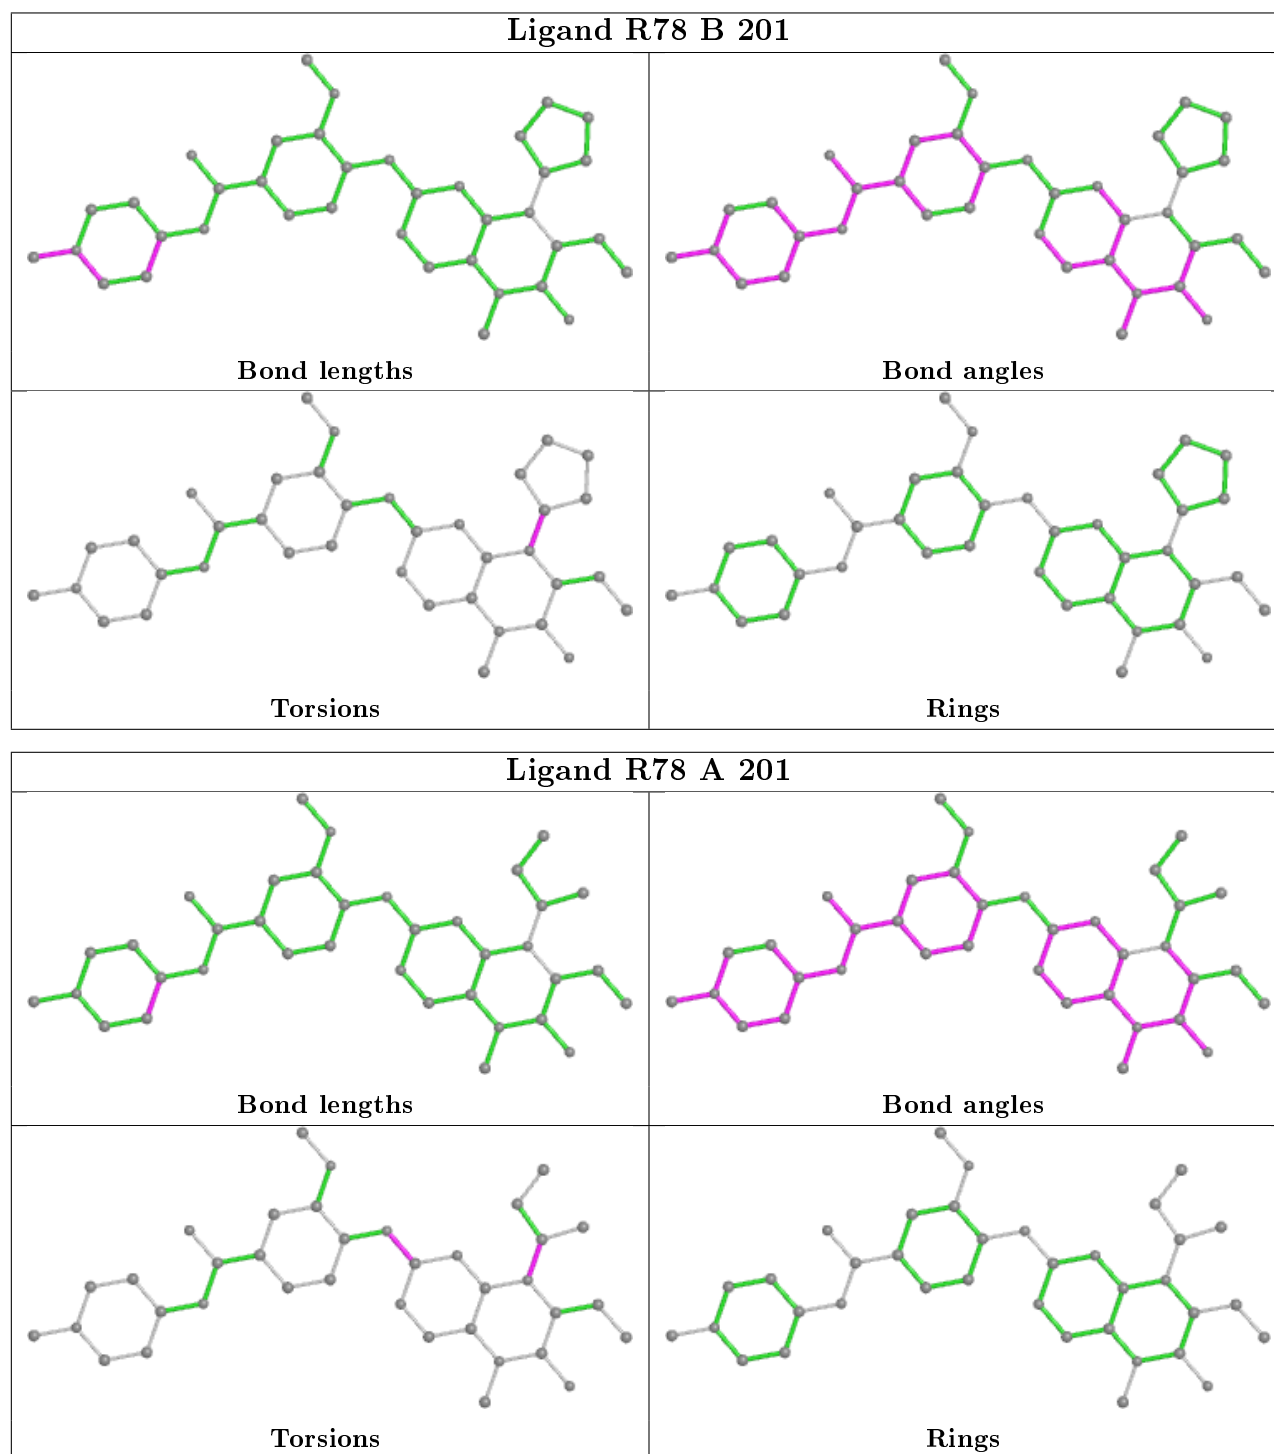 Ligand R78 B 201
Bond lengths
Bond angles
Torsions
Rings
Ligand R78 A 201
Bond lengths
Bond angles
Torsions
Rings